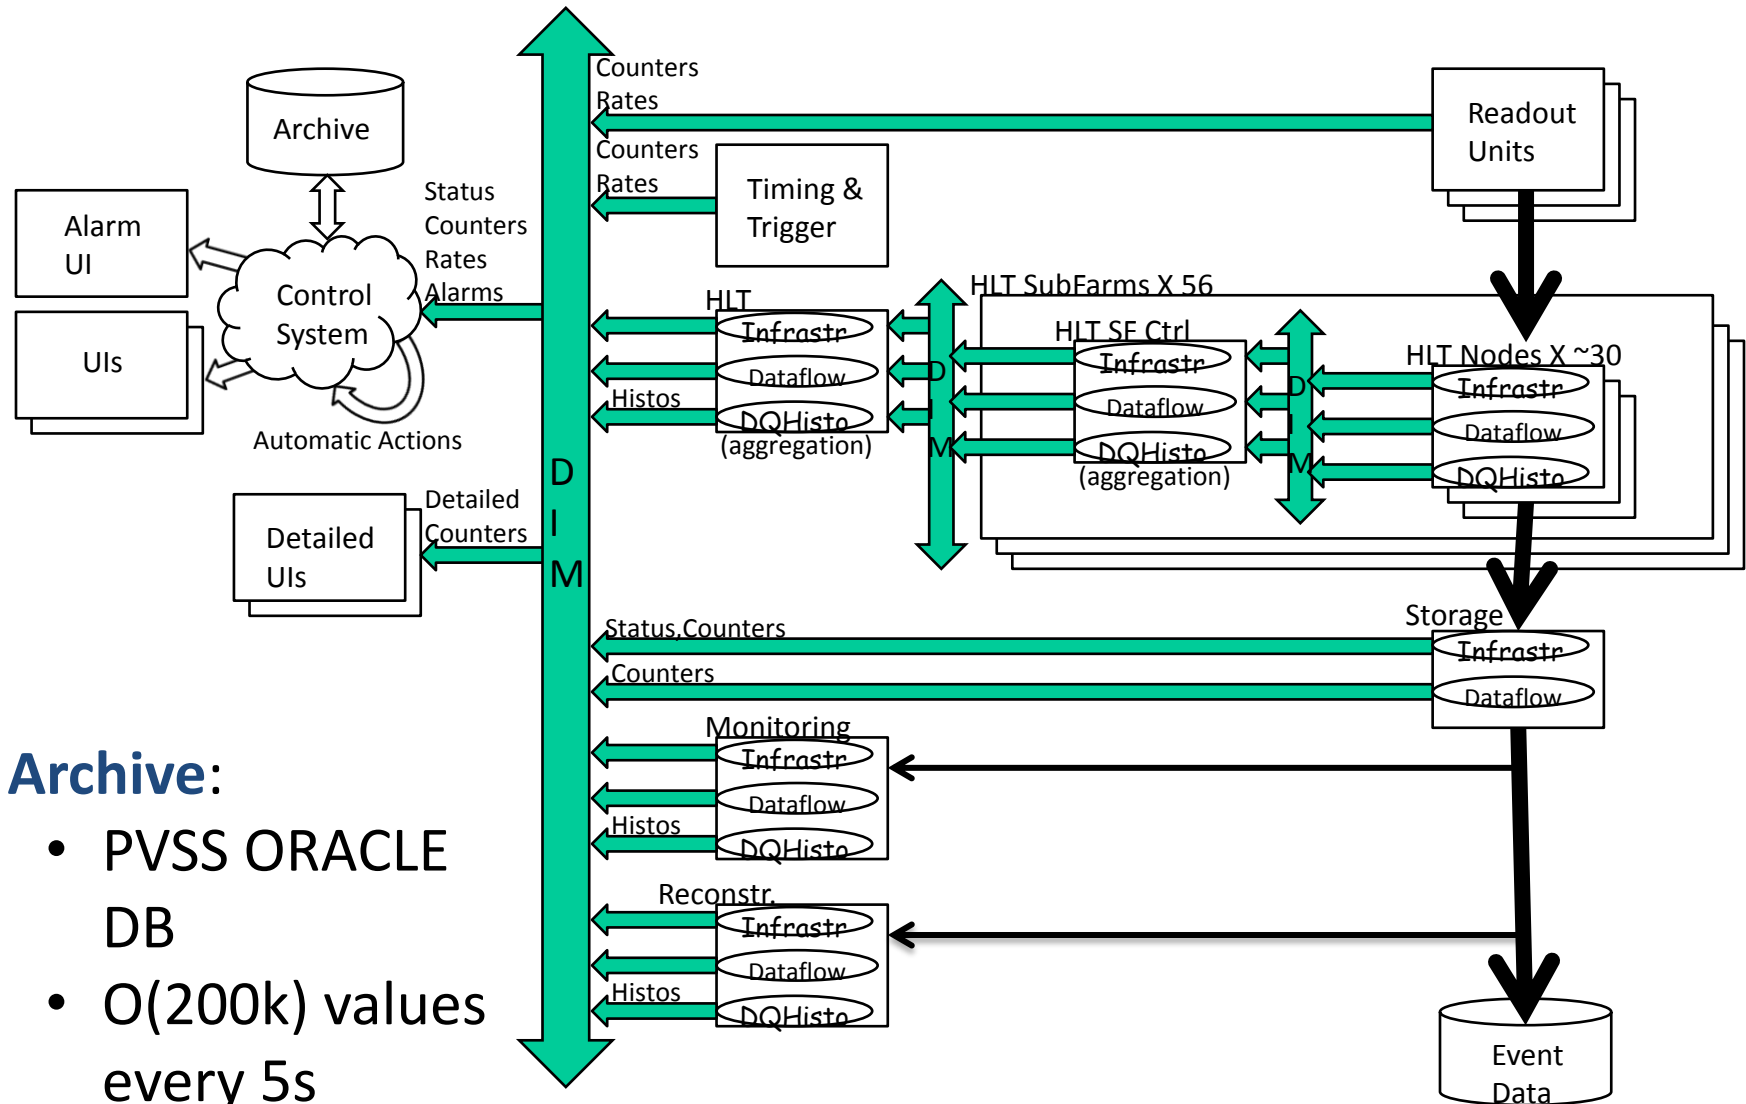 Counters
Rates
Readout
Units
Archive
Counters
Rates
Timing &
Trigger
Status
Counters
Rates
Alarms
Alarm
UI
Control
System
UIs
Automatic Actions
HLT SubFarms X 56
HLT
Infrastr
Dataflow
Histos
DQHisto
(aggregation)
D
I
M
HLT SF Ctrl
Infrastr
Dataflow
DQHisto
(aggregation)
D
I
M
HLT Nodes X ~30
Infrastr
Dataflow
DQHisto
D
I
M
Detailed
Counters
Detailed
UIs
Storage
Status,Counters
Infrastr
Counters
Dataflow
Monitoring
Infrastr
Dataflow
Histos
DQHisto
Reconstr.
Infrastr
Dataflow
Histos
DQHisto
Event
Data
Archive:
• PVSS ORACLE
DB
• O(200k) values
every 5s